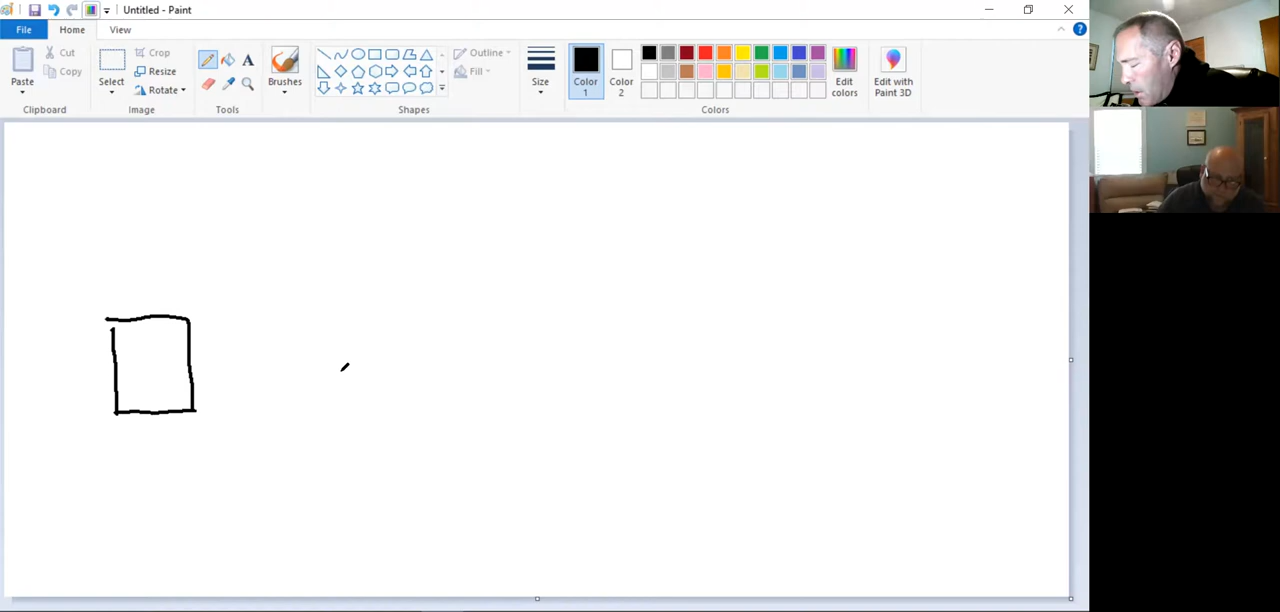 Untitled - Paint
File Home View
Paste
Cut
Copy
Clipboard
Select
Crop
Resize
Rotate
Image
A
Tools
Brushes
Outline
Fill
Shapes
Size
Color 1
Color 2
Edit colors
Colors
Edit with Paint 3D